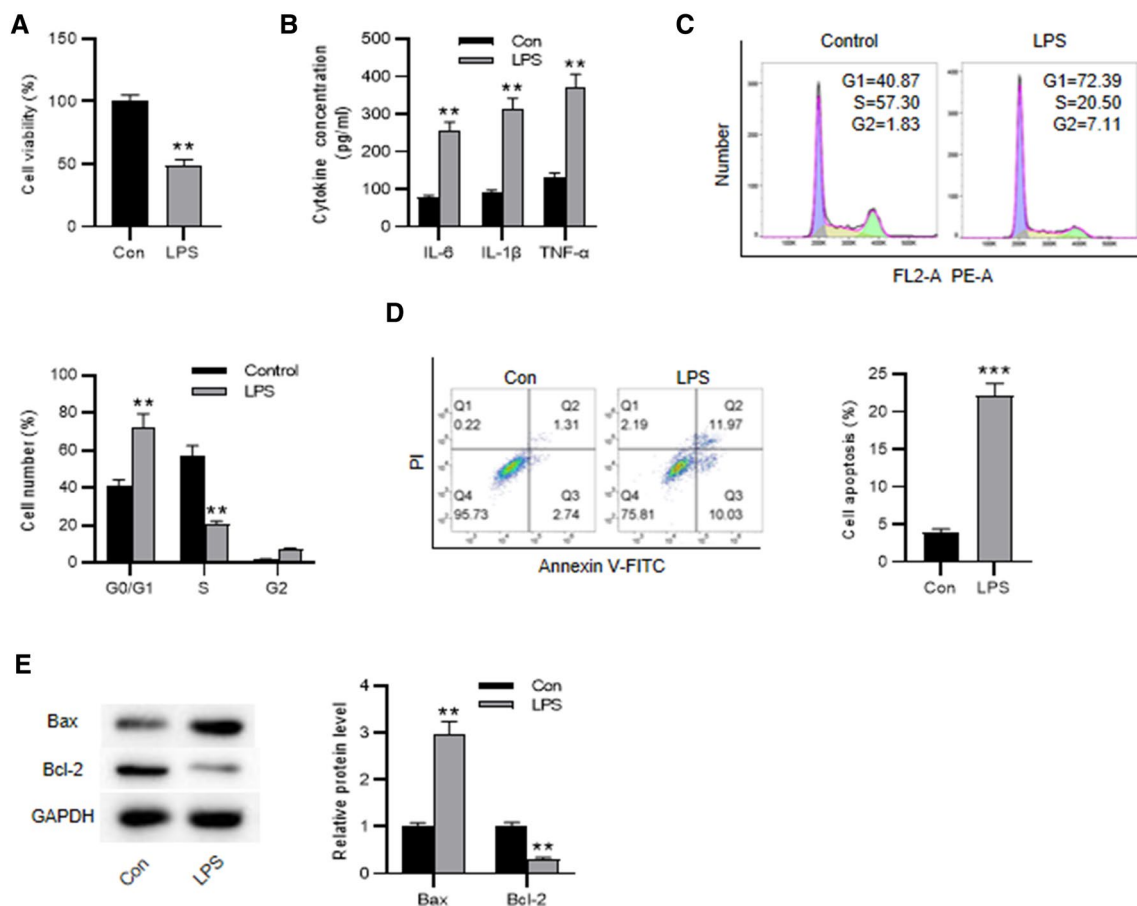 A
Cell viability (%)
150
100
50
0
Con
LPS
**
B
Cytokine concentration
(pg/ml)
500
400
300
200
100
0
Con
LPS
**
**
**
IL-6
IL-1β
TNF-α
C
Control
LPS
G1=40.87
S=57.30
G2=1.83
G1=72.39
S=20.50
G2=7.11
Number
FL2-A PE-A
Cell number (%)
100
80
60
40
20
0
Control
LPS
**
**
G0/G1
S
G2
D
Con
LPS
Q1
0.22
Q2
1.31
Q4
95.73
Q3
2.74
Q1
2.19
Q2
11.97
Q4
75.81
Q3
10.03
PI
Annexin V-FITC
Cell apoptosis (%)
25
20
15
10
5
0
***
Con
LPS
E
Bax
Bcl-2
GAPDH
Con
LPS
Relative protein level
4
3
2
1
0
Con
LPS
**
**
Bax
Bcl-2